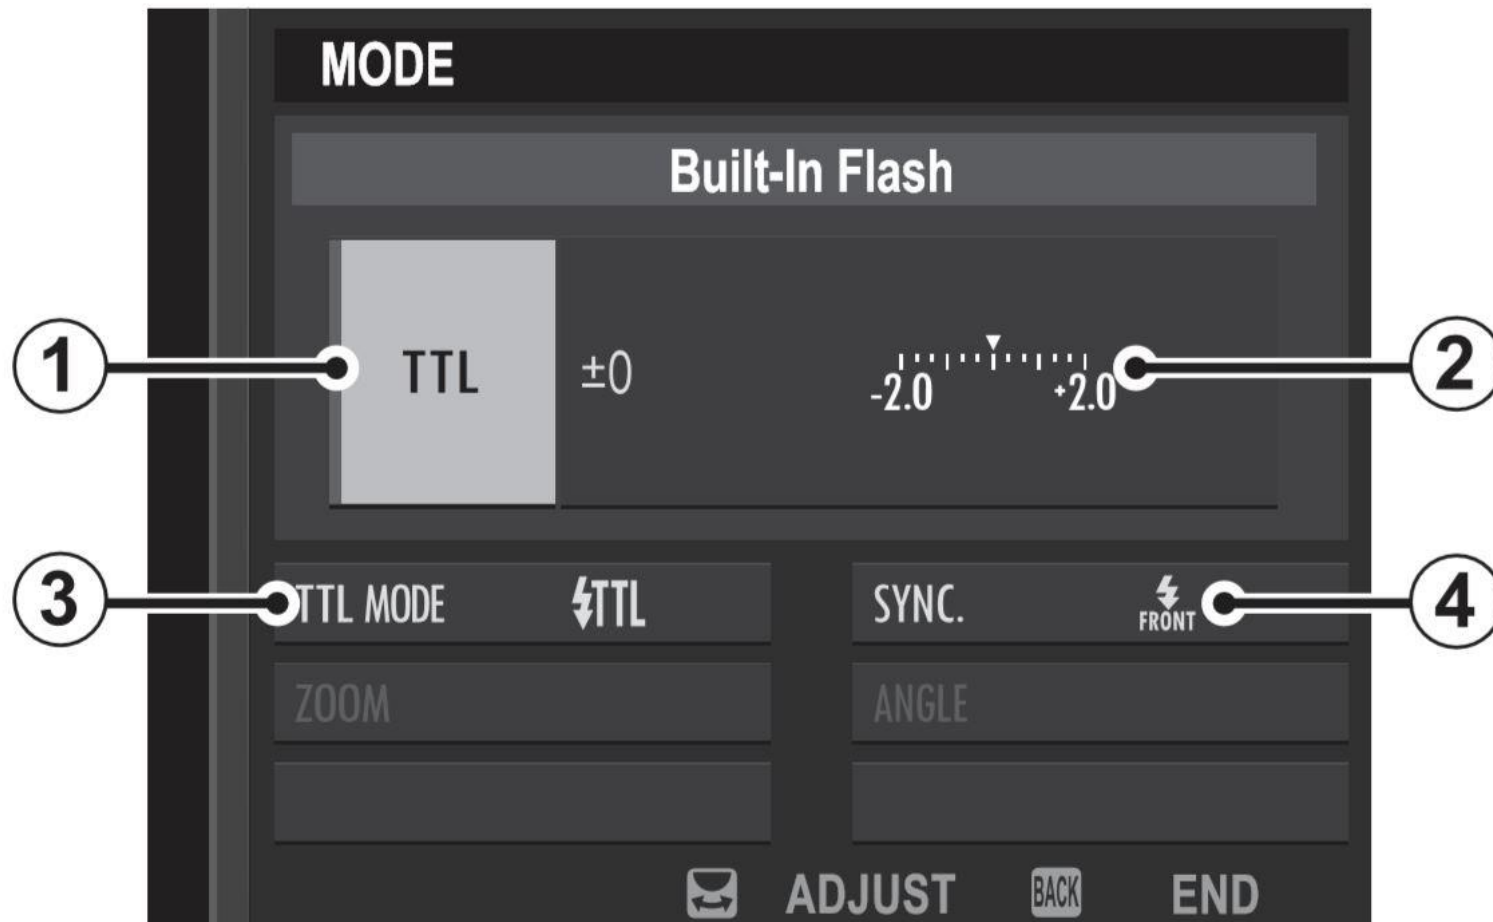 MODE
Built-In Flash
1 TTL ±0 -2.0 +2.0 2
3 TTL MODE TTL SYNC. FRONT 4
ZOOM ANGLE
ADJUST BACK END